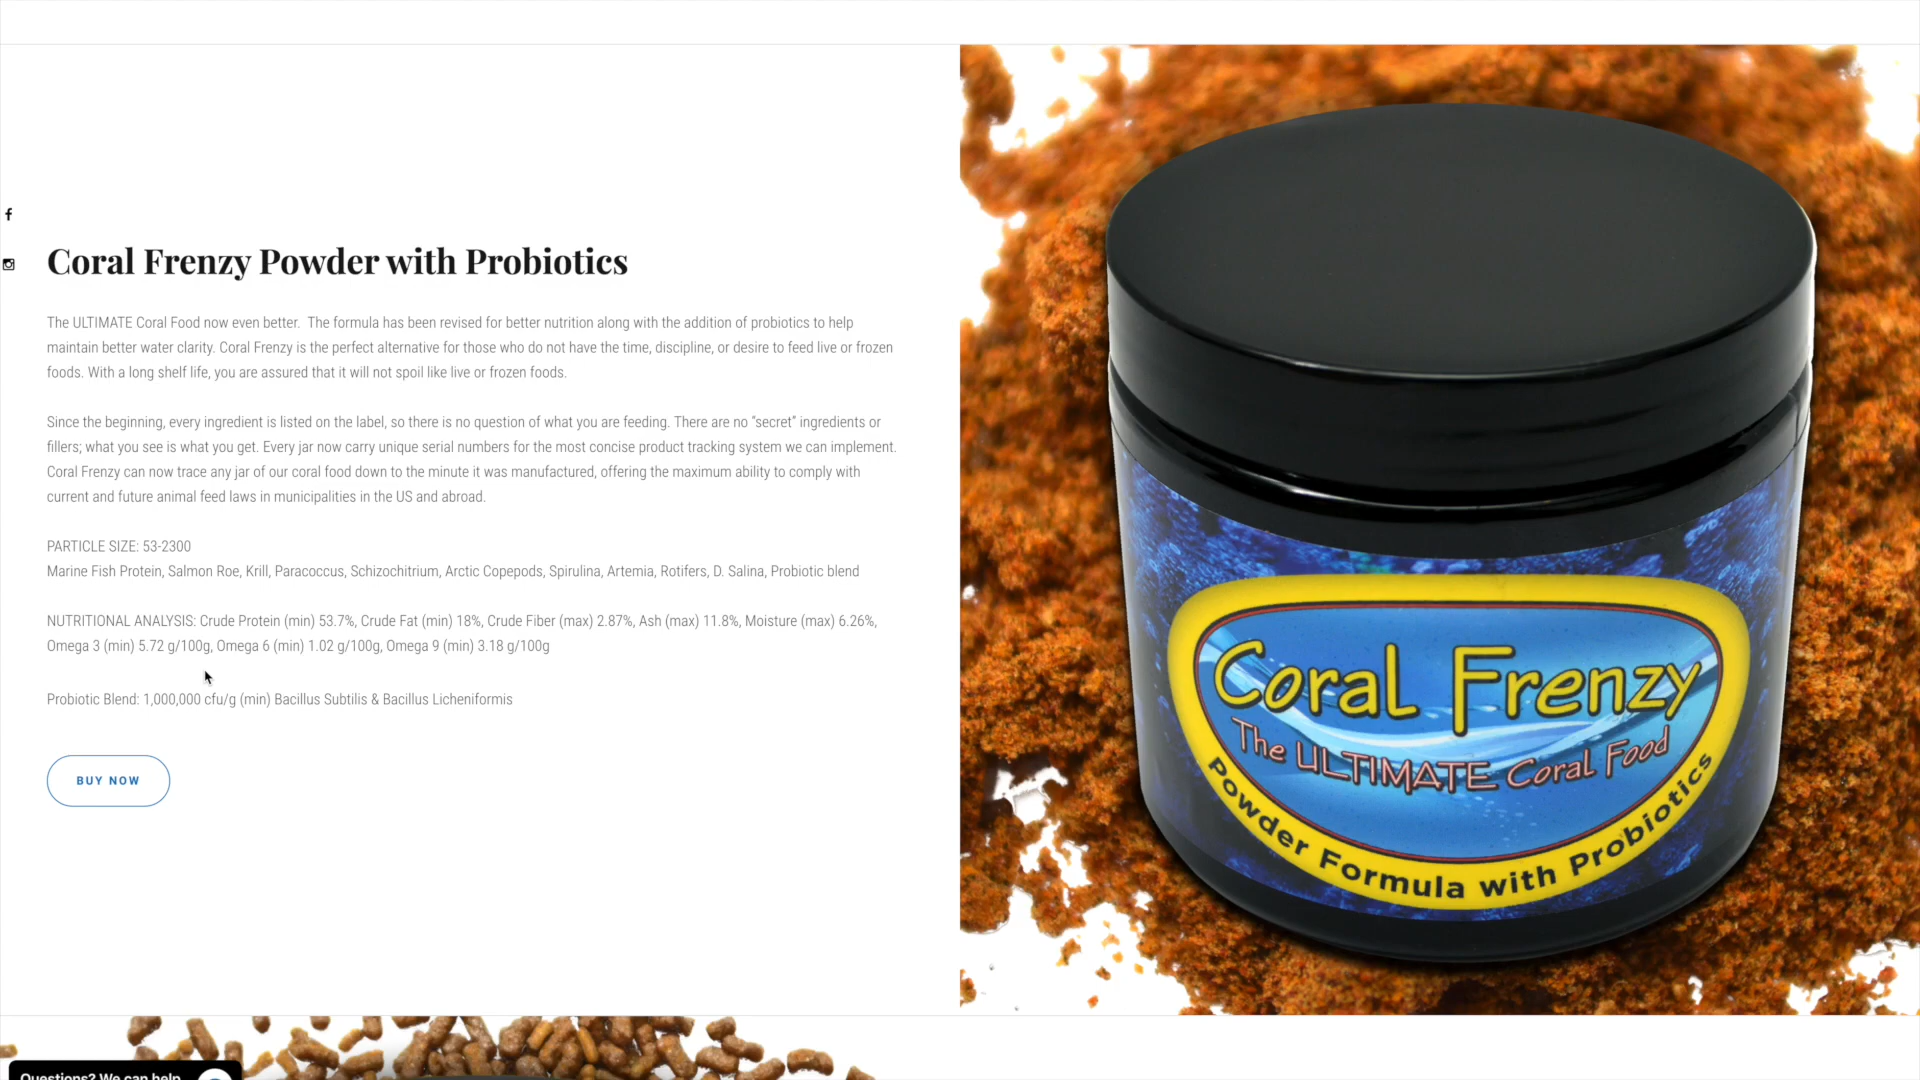 Coral Frenzy Powder with Probiotics
The ULTIMATE Coral Food now even better.  The formula has been revised for better nutrition along with the addition of probiotics to help
maintain better water clarity. Coral Frenzy is the perfect alternative for those who do not have the time, discipline, or desire to feed live or frozen
foods. With a long shelf life, you are assured that it will not spoil like live or frozen foods.
Since the beginning, every ingredient is listed on the label, so there is no question of what you are feeding. There are no “secret” ingredients or
fillers; what you see is what you get. Every jar now carry unique serial numbers for the most concise product tracking system we can implement.
Coral Frenzy can now trace any jar of our coral food down to the minute it was manufactured, offering the maximum ability to comply with
current and future animal feed laws in municipalities in the US and abroad.
PARTICLE SIZE: 53-2300
Marine Fish Protein, Salmon Roe, Krill, Paracoccus, Schizochitrium, Arctic Copepods, Spirulina, Artemia, Rotifers, D. Salina, Probiotic blend
NUTRITIONAL ANALYSIS: Crude Protein (min) 53.7%, Crude Fat (min) 18%, Crude Fiber (max) 2.87%, Ash (max) 11.8%, Moisture (max) 6.26%,
Omega 3 (min) 5.72 g/100g, Omega 6 (min) 1.02 g/100g, Omega 9 (min) 3.18 g/100g
Probiotic Blend: 1,000,000 cfu/g (min) Bacillus Subtilis & Bacillus Licheniformis
BUY NOW
Coral Frenzy
The ULTIMATE Coral Food
Powder Formula with Probiotics
Questions? We can help